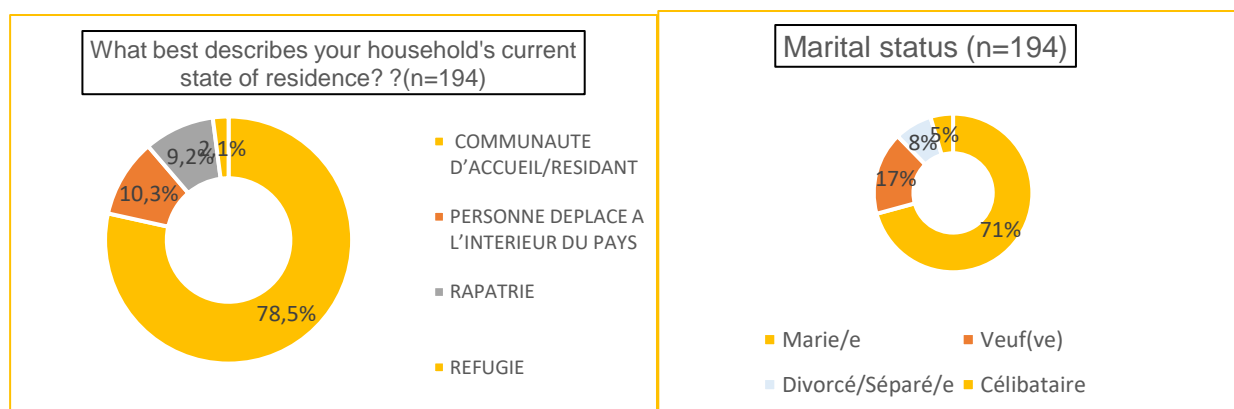 What best describes your household's current
state of residence? ?(n=194)
2,1%
9,2%
10,3%
78,5%
COMMUNAUTE
D'ACCUEIL/RESIDANT
PERSONNE DEPLACE A
L'INTERIEUR DU PAYS
RAPATRIE
REFUGIE
Marital status (n=194)
5%
8%
17%
71%
Marie/e
Veuf(ve)
Divorcé/Séparé/e
Célibataire